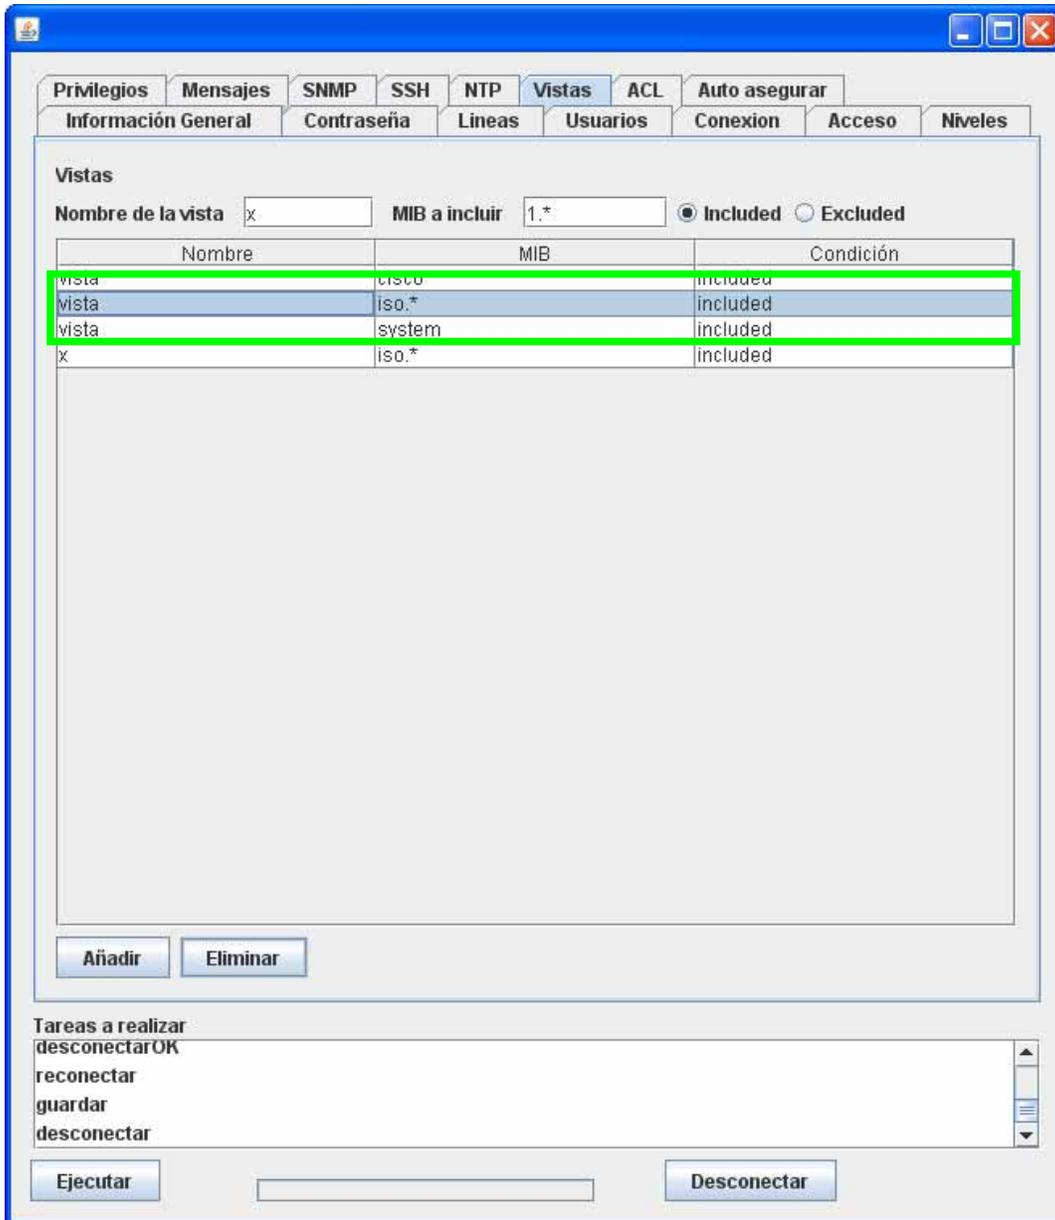 Privilegios Mensajes SNMP SSH NTP Vistas ACL Auto asegurar
Información General Contraseña Lineas Usuarios Conexion Acceso Niveles
Vistas
Nombre de la vista x MIB a incluir 1.* Included Excluded
Nombre MIB Condición
vista cisco included
vista iso.* included
vista system included
x iso.* included
Añadir Eliminar
Tareas a realizar
desconectarOK
reconectar
guardar
desconectar
Ejecutar Desconectar